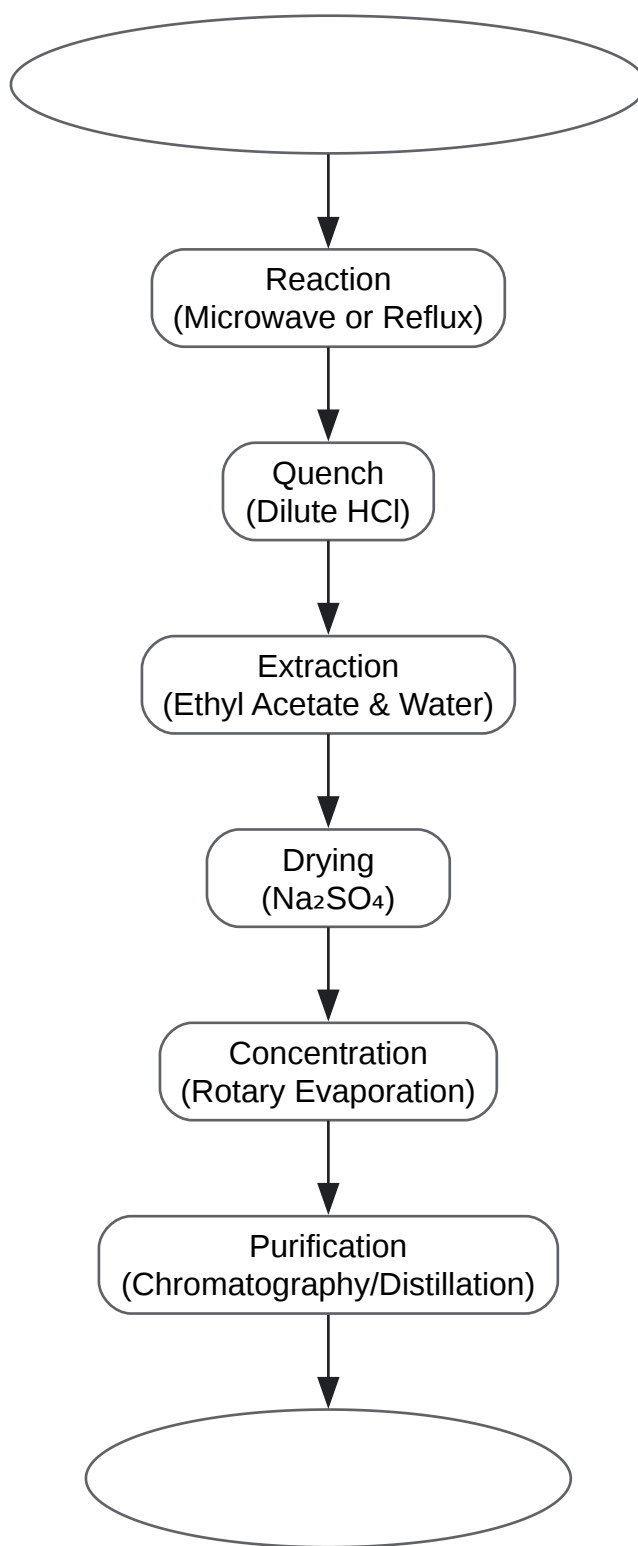 Reaction
(Microwave or Reflux)
Quench
(Dilute HCl)
Extraction
(Ethyl Acetate & Water)
Drying
(Na₂SO₄)
Concentration
(Rotary Evaporation)
Purification
(Chromatography/Distillation)